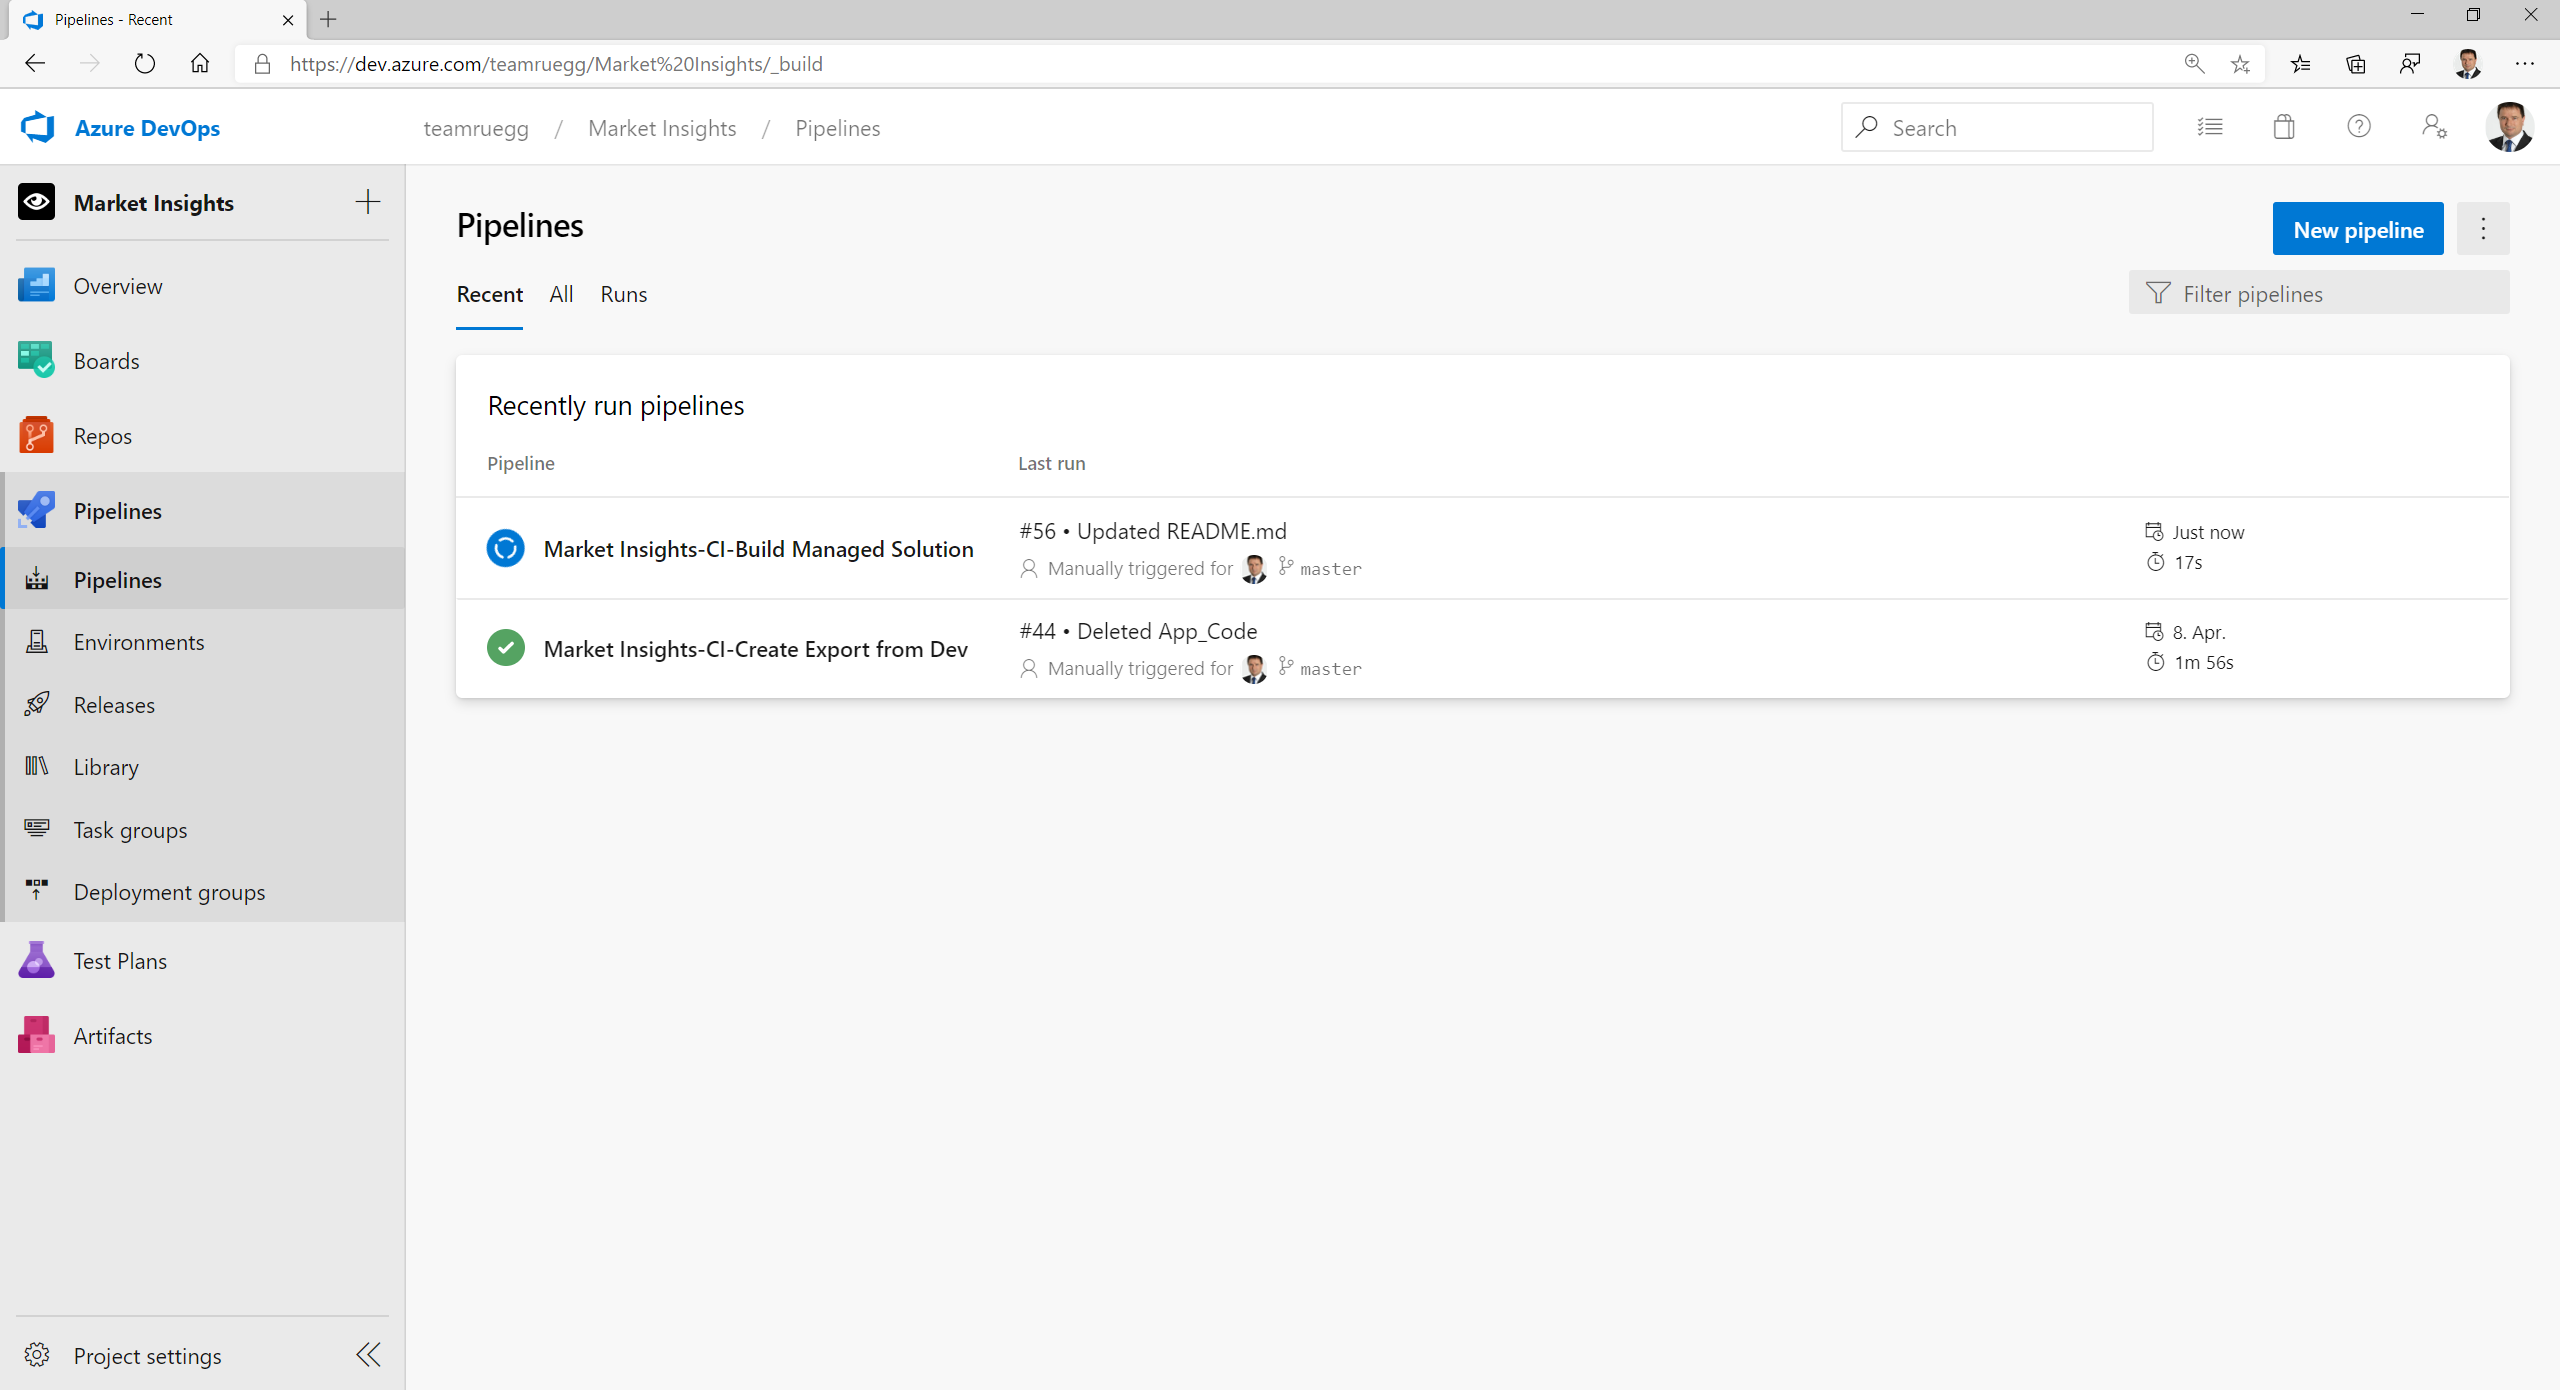 Pipelines - Recent
https://dev.azure.com/teamruegg/Market%20Insights/_build
Azure DevOps
teamruegg / Market Insights / Pipelines
Search
Market Insights
Overview
Boards
Repos
Pipelines
Pipelines
Environments
Releases
Library
Task groups
Deployment groups
Test Plans
Artifacts
Project settings
Pipelines
New pipeline
Recent All Runs
Filter pipelines
Recently run pipelines
Pipeline Last run
Market Insights-CI-Build Managed Solution
#56 • Updated README.md
Manually triggered for master
Just now
17s
Market Insights-CI-Create Export from Dev
#44 • Deleted App_Code
Manually triggered for master
8. Apr.
1m 56s